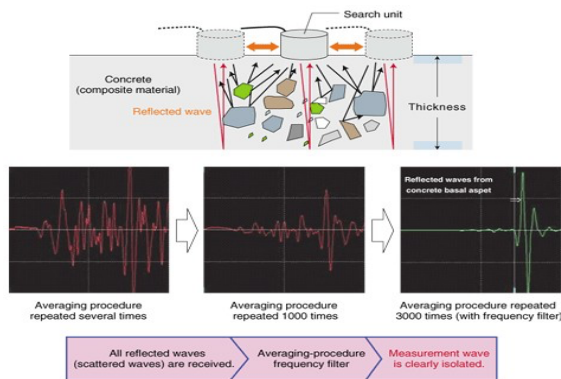 Search unit
Concrete
(composite material)
Reflected wave
Thickness
Reflected waves from
concrete basal aspet
Averaging procedure
repeated several times
Averaging procedure
repeated 1000 times
Averaging procedure repeated
3000 times (with frequency filter)
All reflected waves
(scattered waves) are received.
Averaging-procedure
frequency filter
Measurement wave
is clearly isolated.